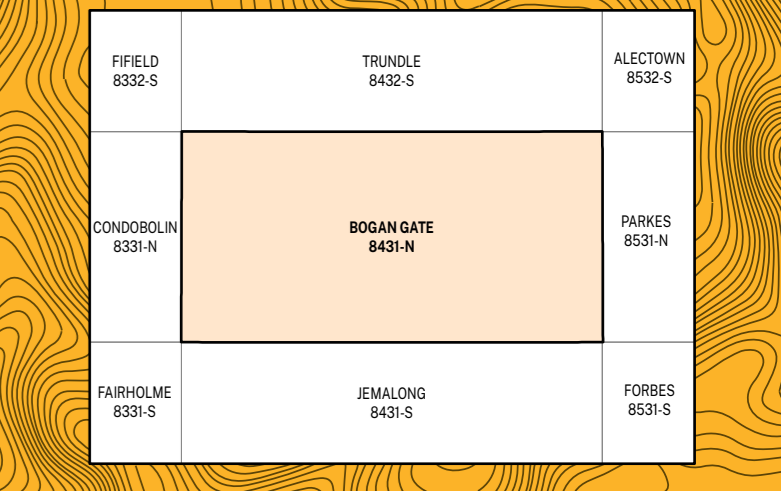 FIFIELD
8332-S
TRUNDLE
8432-S
ALECTOWN
8532-S
CONDOBOLIN
8331-N
BOGAN GATE
8431-N
PARKES
8531-N
FAIRHOLME
8331-S
JEMALONG
8431-S
FORBES
8531-S